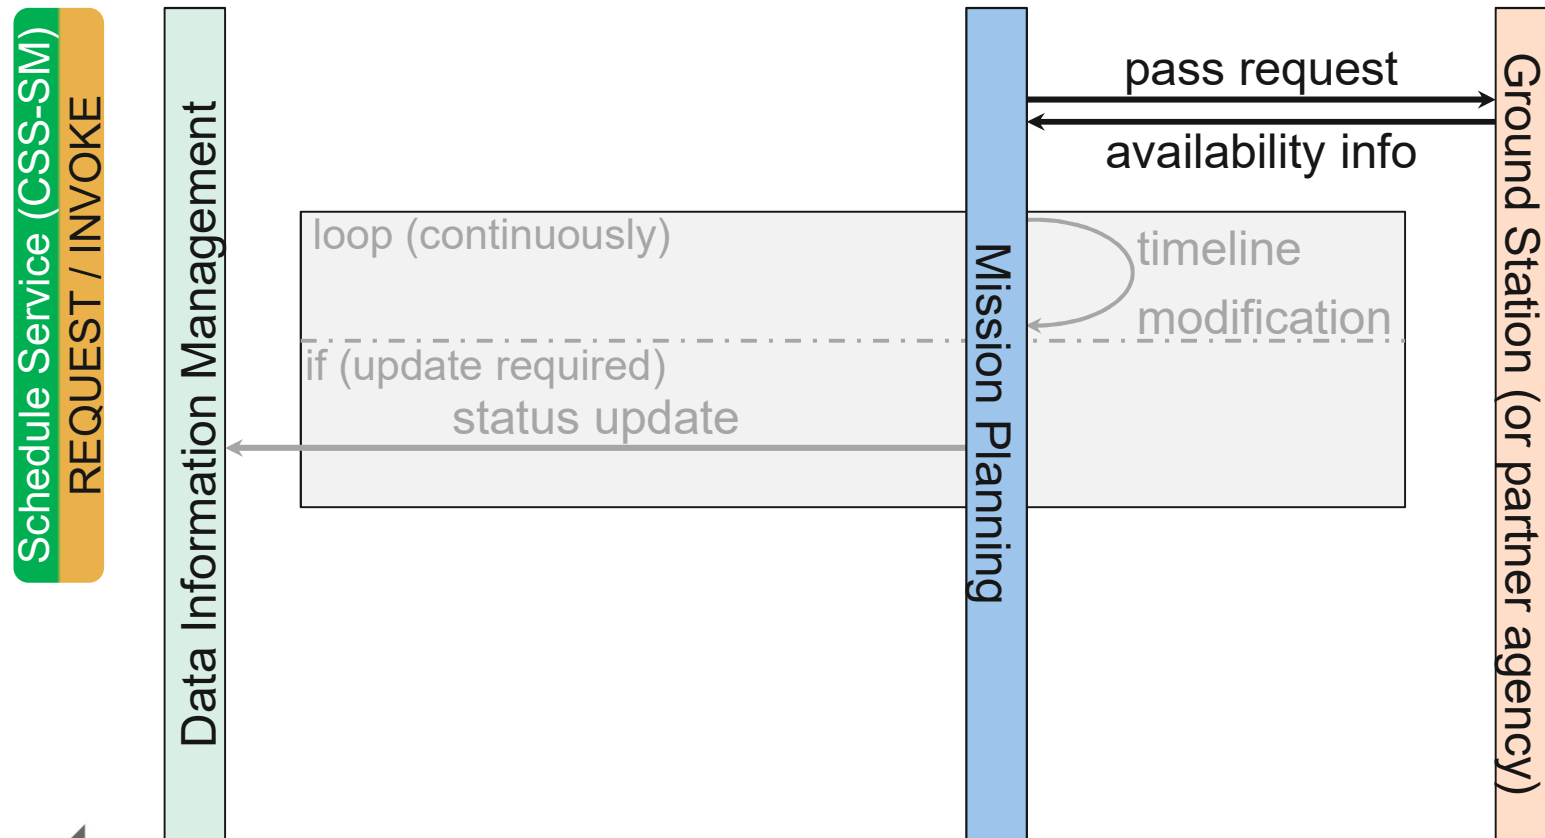 Schedule Service (CSS-SM)
REQUEST / INVOKE
Data Information Management
Mission Planning
Ground Station (or partner agency)
pass request
availability info
loop (continuously)
timeline
modification
if (update required)
status update